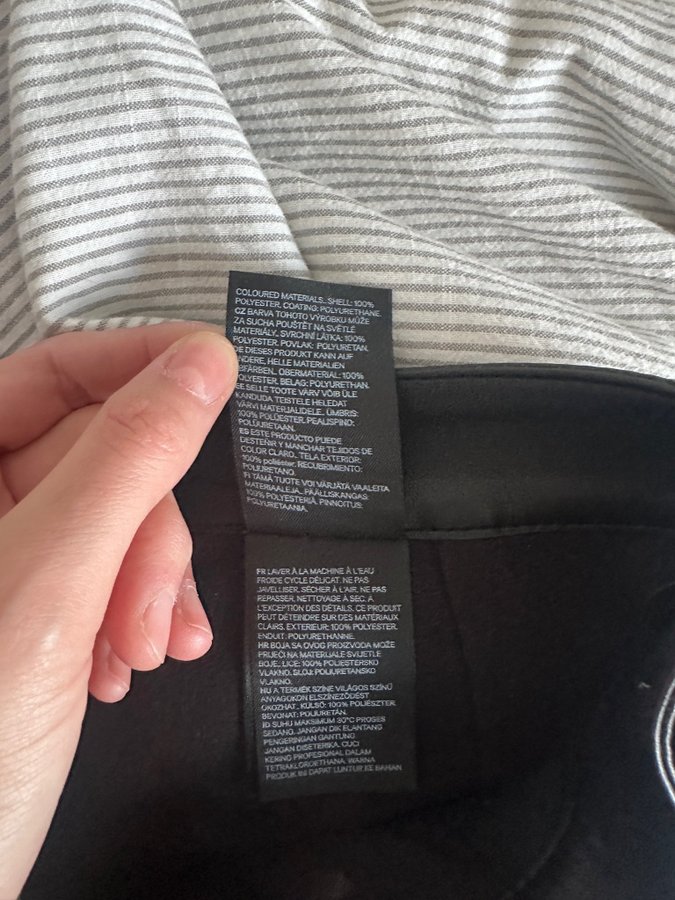 COLOURED MATERIALS. SHELL: 100%
POLYESTER. COATING: POLYURETHANE.
CZ BARVA TOHOTO VÝROBKU MŮŽE
ZA SUCHA POUŠTĚT NA SVĚTLÉ
MATERIÁLY. SVRCHNÍ LÁTKA: 100%
POLYESTER. POVLAK: POLYURETAN.
DE DIESES PRODUKT KANN AUF
ANDERE, HELLE MATERIALIEN
ABFÄRBEN. OBERMATERIAL: 100%
POLYESTER. BELAG: POLYURETHAN.
EE SELLE TOOTE VÄRV VÕIB ÜLE
KANDUDA TEISTELE HELEDAT
VÄRVI MATERJALIDELE. ÜMBRIS:
100% POLÜESTER. PEALISPIND:
POLÜURETAAN.
ES ESTE PRODUCTO PUEDE
DESTEÑIR Y MANCHAR TEJIDOS DE
COLOR CLARO.. TELA EXTERIOR:
100% poliéster. RECUBRIMIENTO:
POLIURETANO.
FI TÄMÄ TUOTE VOI VÄRJÄTÄ VAALEITA
MATERIAALEJA. PÄÄLLISKANGAS:
100% POLYESTERIÄ. PINNOITUS:
POLYURETAANIA.
FR LAVER À LA MACHINE À L'EAU
FROIDE CYCLE DÉLICAT. NE PAS
JAVELLISER. SÉCHER À L'AIR. NE PAS
REPASSER. NETTOYAGE À SEC, A
L'EXCEPTION DES DÉTAILS. CE PRODUIT
PEUT DÉTEINDRE SUR DES MATÉRIAUX
CLAIRS. EXTERIEUR: 100% POLYESTER.
ENDUIT: POLYURETHANNE.
HR BOJA SA OVOG PROIZVODA MOŽE
PRIJEĆI NA MATERIJALE SVIJETLE
BOJE. LICE: 100% POLIESTERSKO
VLAKNO. SLOJ: POLIURETANSKO
VLAKNO.
HU A TERMÉK SZÍNE VILÁGOS SZÍNŰ
ANYAGOKON ELSZÍNEZŐDÉST
OKOZHAT. KÜLSŐ: 100% POLIÉSZTER.
BEVONAT: POLIURETÁN.
ID SUHU MAKSIMUM 30°C PROSES
SEDANG. JANGAN DIK ELANTANG
PENGERINGAN GANTUNG
JANGAN DISETERIKA. CUCI
KERING PROFESIONAL DALAM
TETRAKLOROETHANA. WARNA
PRODUK INI DAPAT LUNTUR KE BAHAN